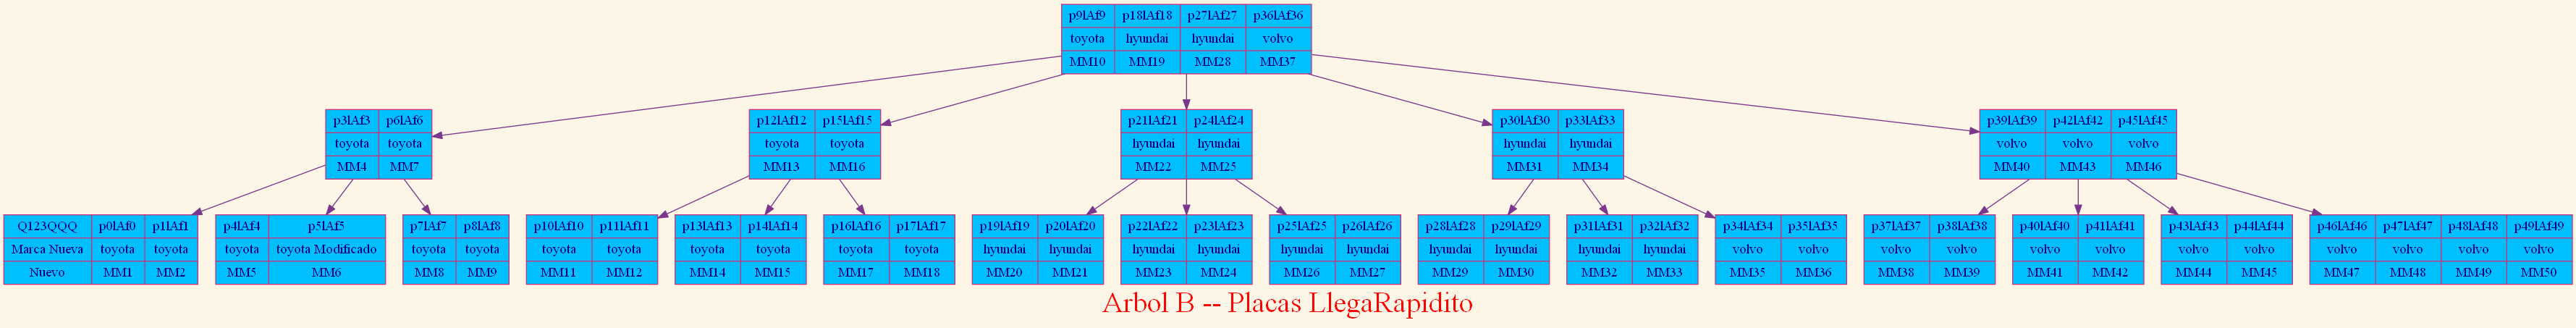 p9lAf9 p18lAf18 p27lAf27 p36lAf36
toyota hyundai hyundai volvo
MM10 MM19 MM28 MM37
p3lAf3 p6lAf6
toyota toyota
MM4 MM7
p12lAf12 p15lAf15
toyota toyota
MM13 MM16
p21lAf21 p24lAf24
hyundai hyundai
MM22 MM25
p30lAf30 p33lAf33
hyundai hyundai
MM31 MM34
p39lAf39 p42lAf42 p45lAf45
volvo volvo volvo
MM40 MM43 MM46
Q123QQQ p0lAf0 p1lAf1
Marca Nueva toyota toyota
Nuevo MM1 MM2
p4lAf4 p5lAf5
toyota toyota Modificado
MM5 MM6
p7lAf7 p8lAf8
toyota toyota
MM8 MM9
p10lAf10 p11lAf11
toyota toyota
MM11 MM12
p13lAf13 p14lAf14
toyota toyota
MM14 MM15
p16lAf16 p17lAf17
toyota toyota
MM17 MM18
p19lAf19 p20lAf20
hyundai hyundai
MM20 MM21
p22lAf22 p23lAf23
hyundai hyundai
MM23 MM24
p25lAf25 p26lAf26
hyundai hyundai
MM26 MM27
p28lAf28 p29lAf29
hyundai hyundai
MM29 MM30
p31lAf31 p32lAf32
hyundai hyundai
MM32 MM33
p34lAf34 p35lAf35
volvo volvo
MM35 MM36
p37lAf37 p38lAf38
volvo volvo
MM38 MM39
p40lAf40 p41lAf41
volvo volvo
MM41 MM42
p43lAf43 p44lAf44
volvo volvo
MM44 MM45
p46lAf46 p47lAf47 p48lAf48 p49lAf49
volvo volvo volvo volvo
MM47 MM48 MM49 MM50
Arbol B -- Placas LlegaRapidito